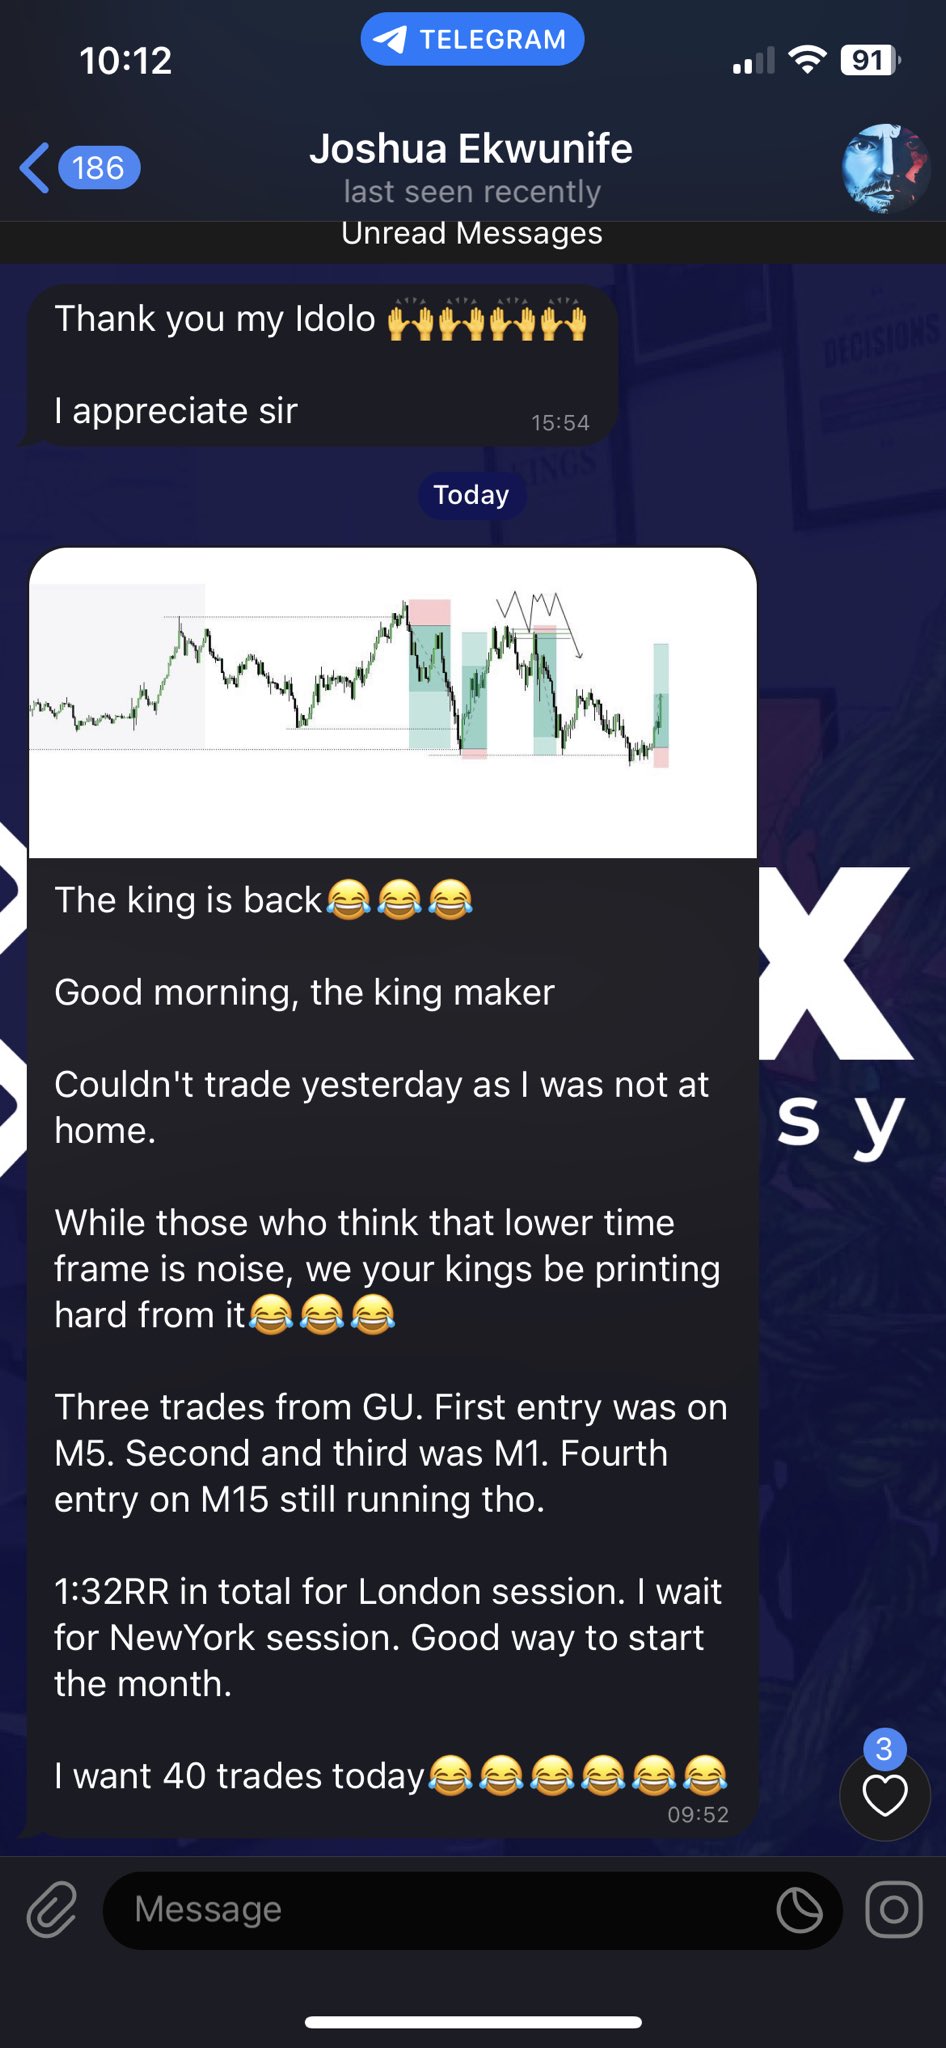 10:12
TELEGRAM
91
186
Joshua Ekwunife
last seen recently
Unread Messages
Thank you my Idolo 🙌🙌🙌🙌
I appreciate sir
15:54
DECISIONS
KINGS
Today
The king is back😂😂😂
Good morning, the king maker
Couldn't trade yesterday as I was not at
home.
While those who think that lower time
frame is noise, we your kings be printing
hard from it😂😂😂
Three trades from GU. First entry was on
M5. Second and third was M1. Fourth
entry on M15 still running tho.
1:32RR in total for London session. I wait
for NewYork session. Good way to start
the month.
I want 40 trades today😂😂😂😂😂😂
09:52
X
sy
3
Message